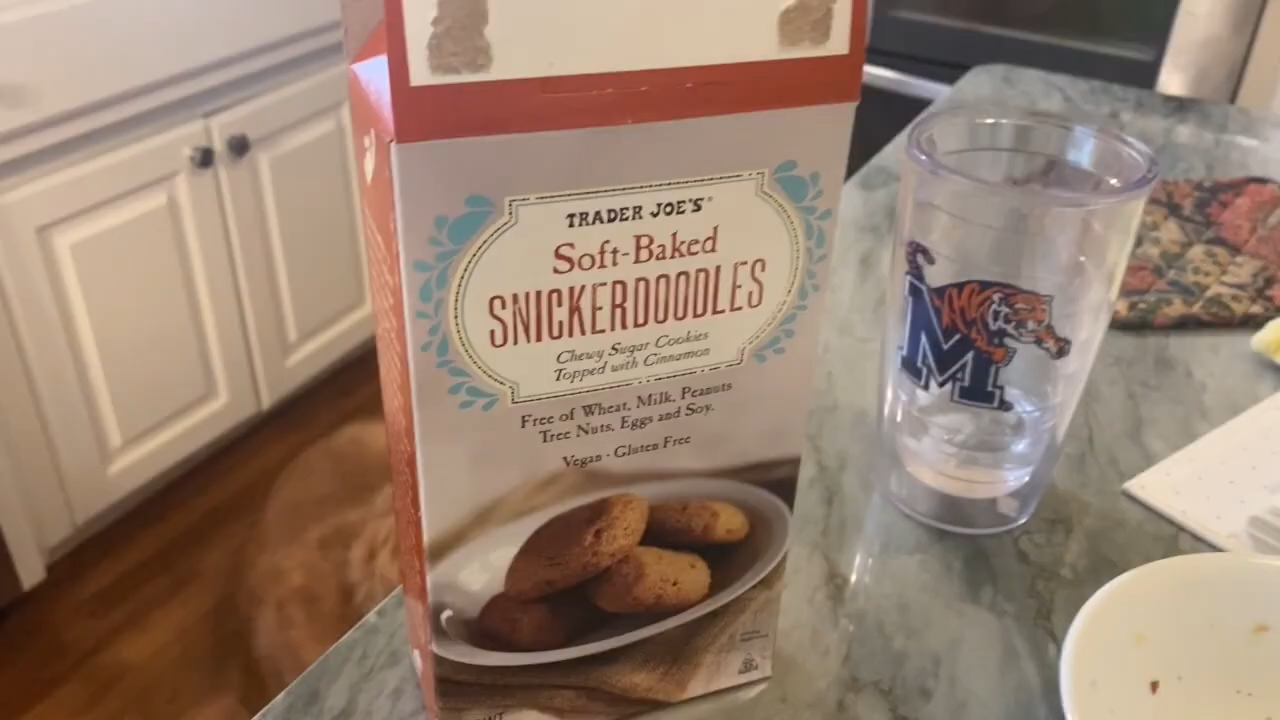 TRADER JOE'S
Soft-Baked
SNICKERDOODLES
Chewy Sugar Cookies
Topped with Cinnamon
Free of Wheat, Milk, Peanuts
Tree Nuts, Eggs and Soy.
Vegan · Gluten Free
M